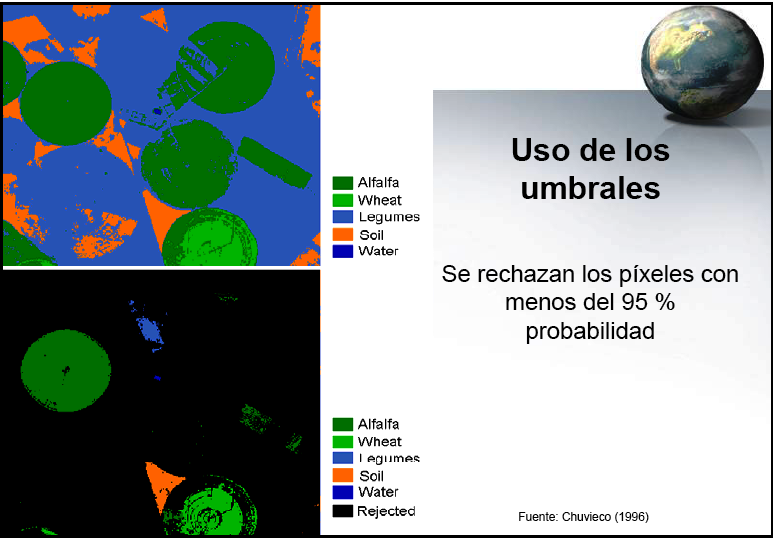 Alfalfa
Wheat
Legumes
Soil
Water
Uso de los
umbrales
Se rechazan los píxeles con
menos del 95 %
probabilidad
Alfalfa
Wheat
Legumes
Soil
Water
Rejected
Fuente: Chuvieco (1996)